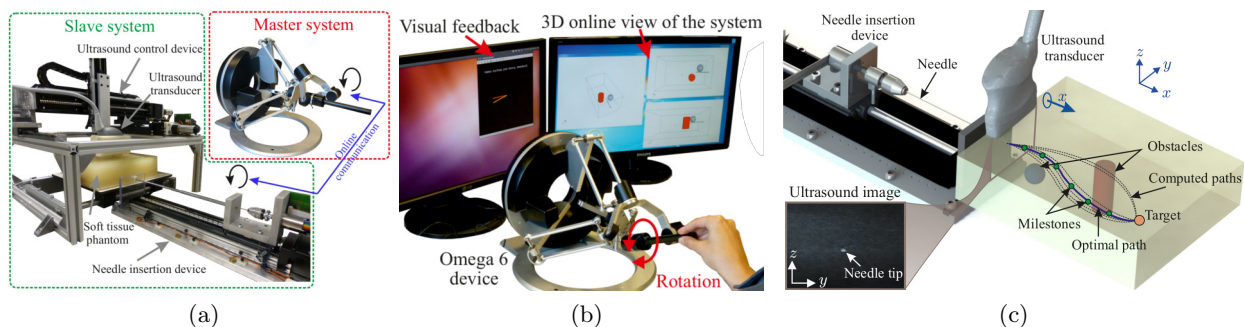 Slave system
Master system
Ultrasound control device
Ultrasound
transducer
Online
communication
Soft tissue
phantom
Needle insertion device
(a)
Visual feedback
3D online view of the system
Omega 6
device
Rotation
(b)
Needle insertion
device
Needle
Ultrasound
transducer
z
y
x
x
Obstacles
Computed paths
Target
Milestones
Optimal path
Ultrasound image
z
Needle tip
y
(c)